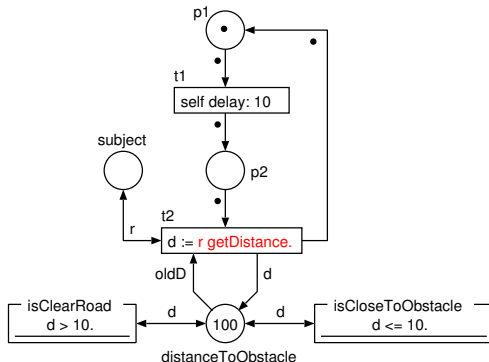 p1
t1
self delay: 10
subject
p2
t2
r
d := r getDistance.
oldD
d
isClearRoad
d > 10.
d
100
d
isCloseToObstacle
d <= 10.
distanceToObstacle